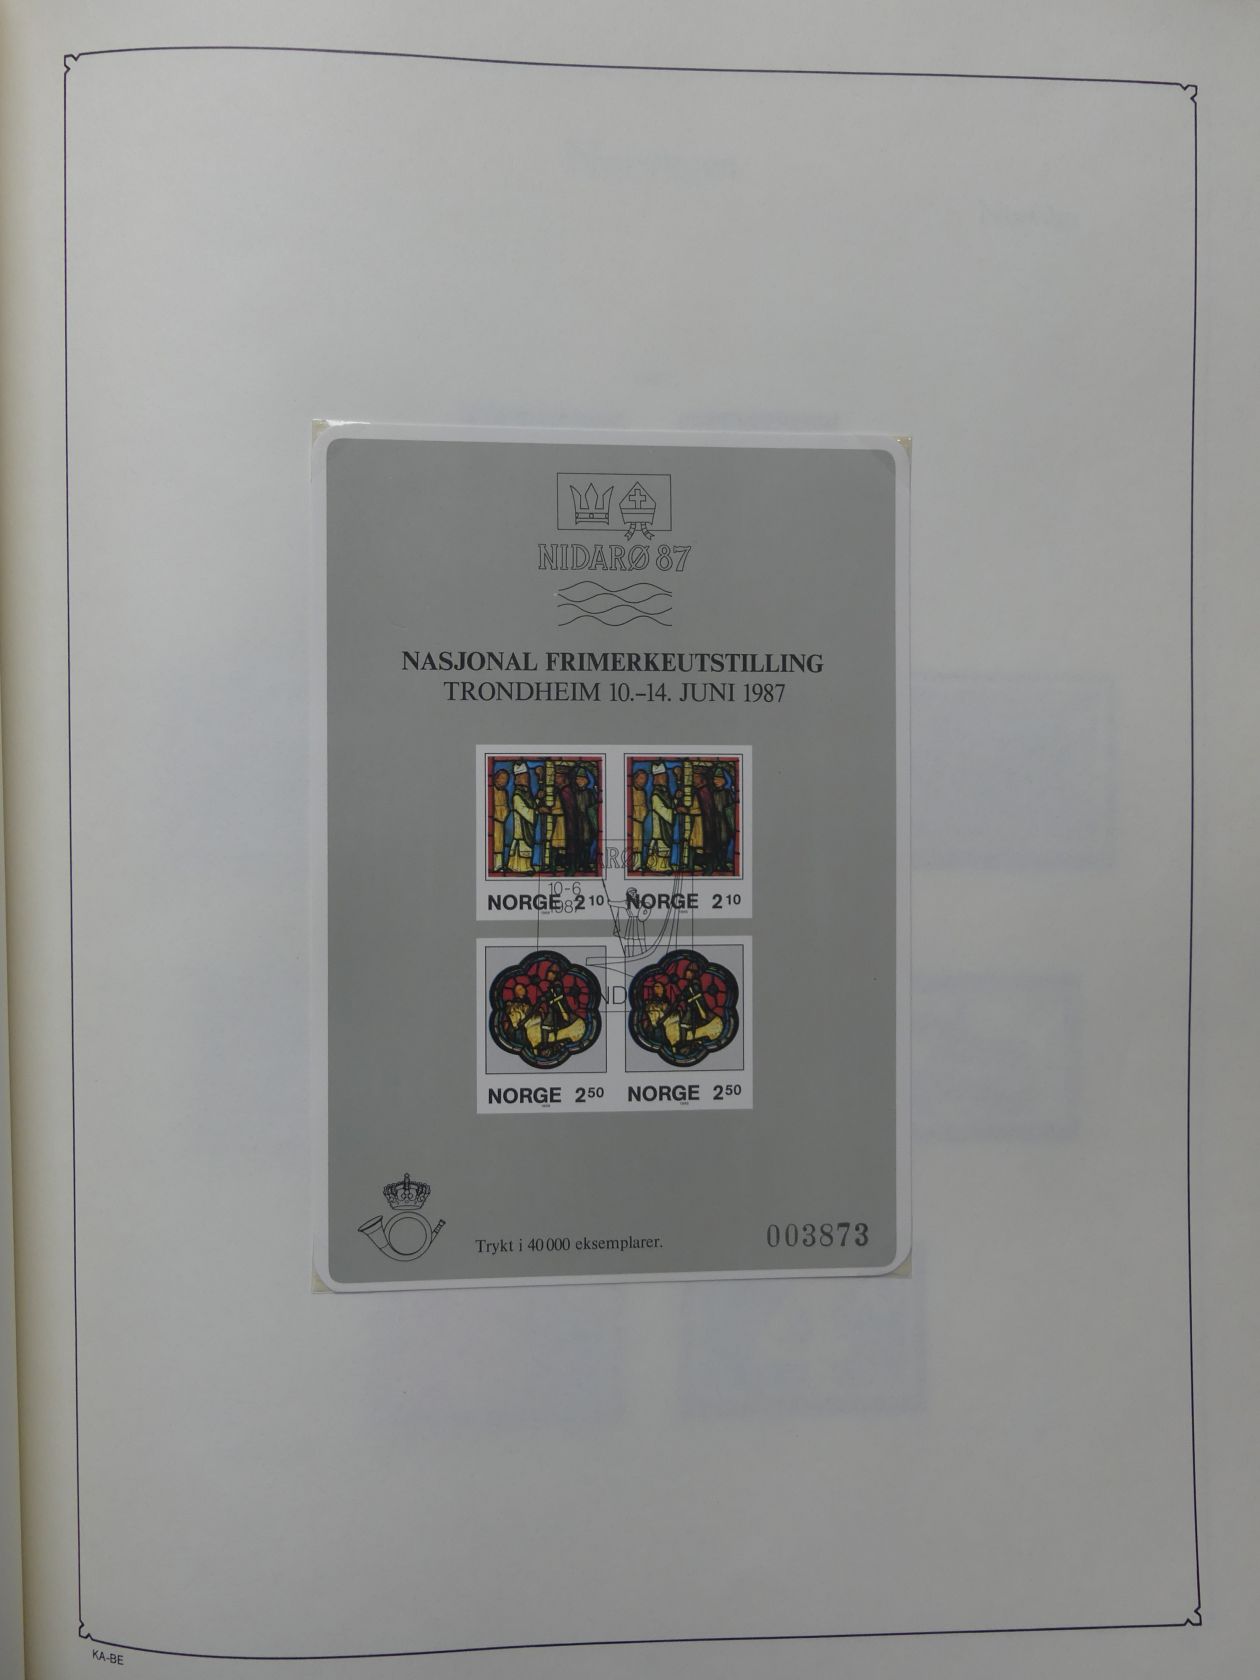 NIDARØ 87
NASJONAL FRIMERKEUTSTILLING
TRONDHEIM 10.–14. JUNI 1987
NORGE 2 10 NORGE 2 10
10-6
1987
NORGE 2 50 NORGE 2 50
Trykt i 40 000 eksemplarer.
003873
KA-BE